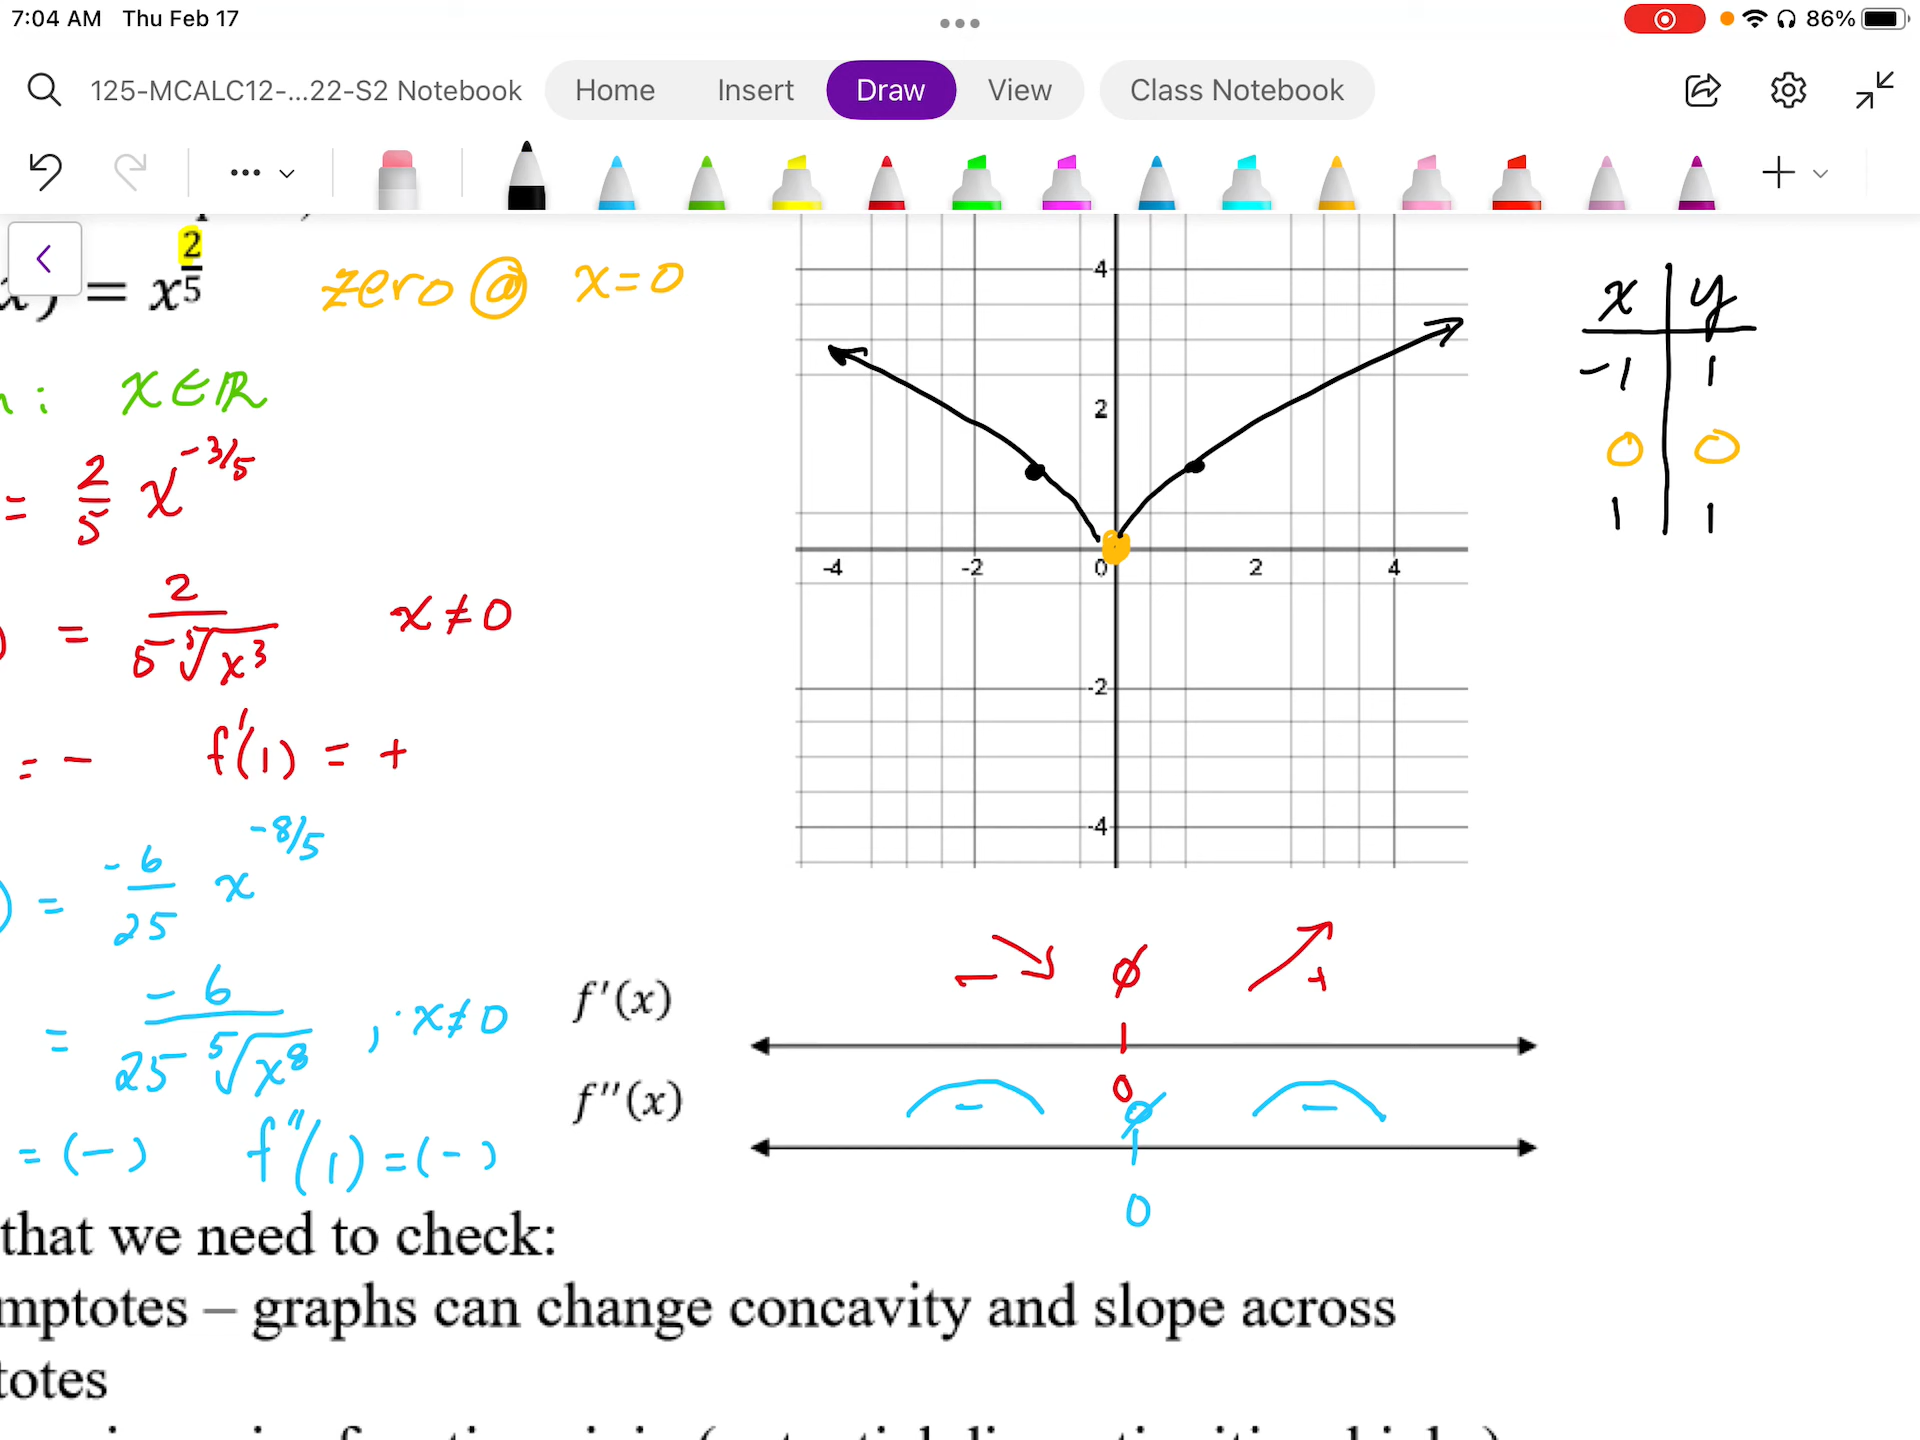 7:04 AM Thu Feb 17
86%
125-MCALC12-...22-S2 Notebook
Home Insert Draw View Class Notebook
x) = x^(2/5)
zero @ x=0
: x∈ℝ
= 2/5 x^(-3/5)
= 2/(5 ⁵√x³) x≠0
= - f'(1) = +
) = -6/25 x^(-8/5)
= -6/(25 ⁵√x⁸) , x≠0
= (-) f''(1) = (-)
4
2
-4 -2 0 2 4
-2
-4
x y
-1 1
0 0
1 1
- ∅ +
f'(x)
0
- ∅ -
f''(x)
0
that we need to check:
mptotes – graphs can change concavity and slope across
totes